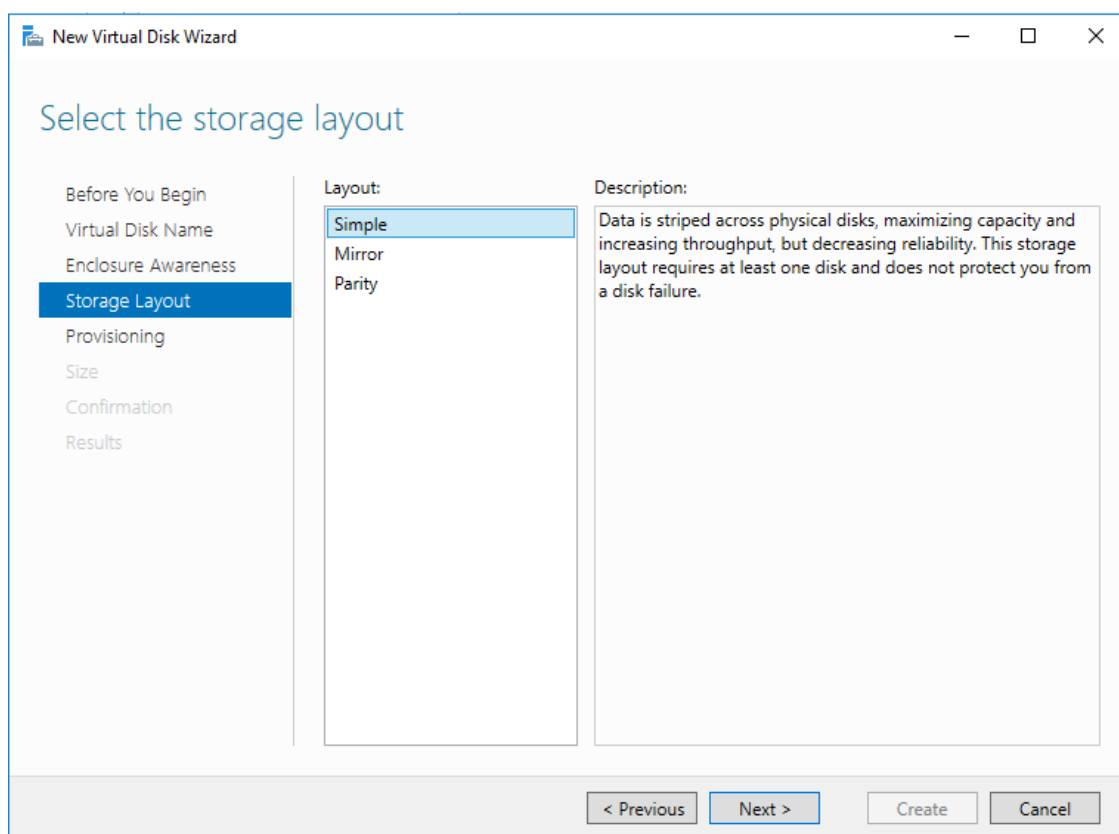 New Virtual Disk Wizard
Select the storage layout
Before You Begin
Virtual Disk Name
Enclosure Awareness
Storage Layout
Provisioning
Size
Confirmation
Results
Layout:
Simple
Mirror
Parity
Description:
Data is striped across physical disks, maximizing capacity and
increasing throughput, but decreasing reliability. This storage
layout requires at least one disk and does not protect you from
a disk failure.
< Previous
Next >
Create
Cancel